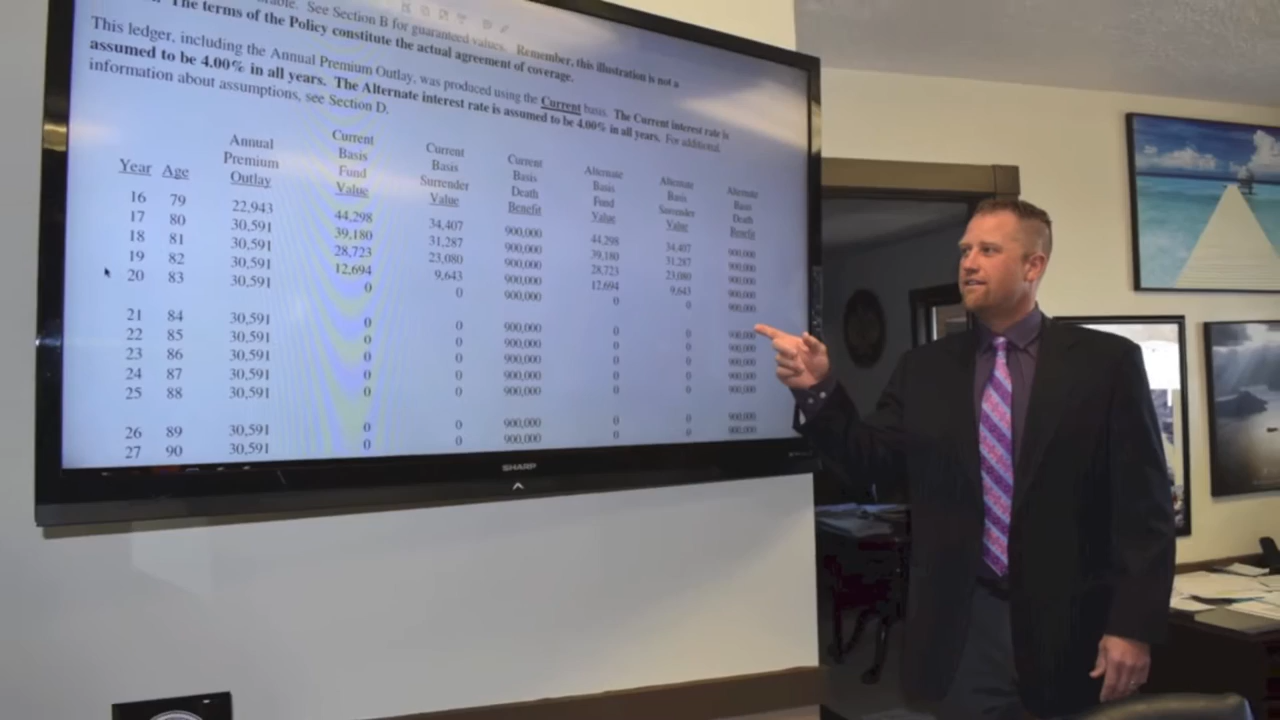 See Section B for guaranteed values. Remember, this illustration is not a
The terms of the Policy constitute the actual agreement of coverage.
This ledger, including the Annual Premium Outlay, was produced using the Current basis. The Current interest rate is
assumed to be 4.00% in all years. The Alternate interest rate is assumed to be 4.00% in all years. For additional
information about assumptions, see Section D.
Year Age Annual Premium Outlay Current Basis Fund Value Current Basis Surrender Value Current Basis Death Benefit Alternate Basis Fund Value Alternate Basis Surrender Value Alternate Basis Death Benefit
16 79 22,943 44,298 34,407 900,000 44,298 34,407 900,000
17 80 30,591 39,180 31,287 900,000 39,180 31,287 900,000
18 81 30,591 28,723 23,080 900,000 28,723 23,080 900,000
19 82 30,591 12,694 9,643 900,000 12,694 9,643 900,000
20 83 30,591 0 0 900,000 0 0 900,000
21 84 30,591 0 0 900,000 0 0 900,000
22 85 30,591 0 0 900,000 0 0 900,000
23 86 30,591 0 0 900,000 0 0 900,000
24 87 30,591 0 0 900,000 0 0 900,000
25 88 30,591 0 0 900,000 0 0 900,000
26 89 30,591 0 0 900,000 0 0 900,000
27 90 30,591 0 0 900,000 0 0 900,000
SHARP